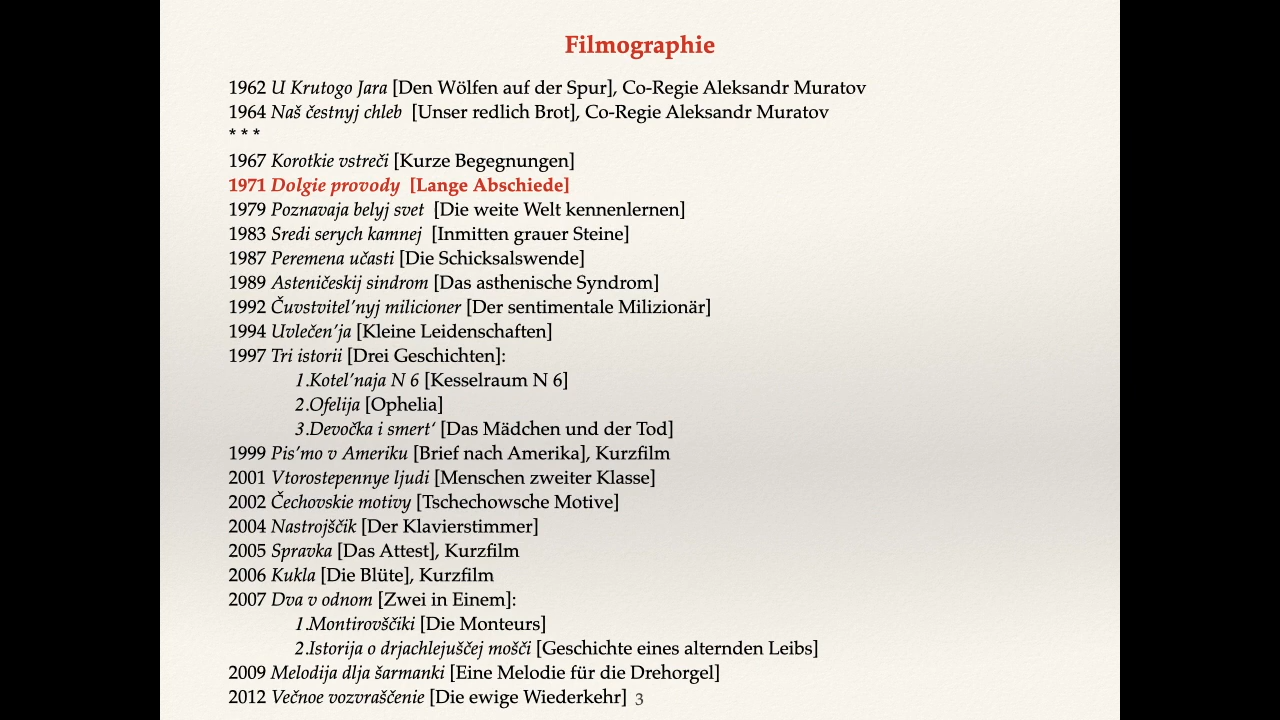 Filmographie
1962 U Krutogo Jara [Den Wölfen auf der Spur], Co-Regie Aleksandr Muratov
1964 Naš čestnyj chleb [Unser redlich Brot], Co-Regie Aleksandr Muratov
* * *
1967 Korotkie vstreči [Kurze Begegnungen]
1971 Dolgie provody [Lange Abschiede]
1979 Poznavaja belyj svet [Die weite Welt kennenlernen]
1983 Sredi serych kamnej [Inmitten grauer Steine]
1987 Peremena učasti [Die Schicksalswende]
1989 Asteničeskij sindrom [Das asthenische Syndrom]
1992 Čuvstvitel’nyj milicioner [Der sentimentale Milizionär]
1994 Uvlečen’ja [Kleine Leidenschaften]
1997 Tri istorii [Drei Geschichten]:
1.Kotel’naja N 6 [Kesselraum N 6]
2.Ofelija [Ophelia]
3.Devočka i smert‘ [Das Mädchen und der Tod]
1999 Pis’mo v Ameriku [Brief nach Amerika], Kurzfilm
2001 Vtorostepennye ljudi [Menschen zweiter Klasse]
2002 Čechovskie motivy [Tschechowsche Motive]
2004 Nastrojščik [Der Klavierstimmer]
2005 Spravka [Das Attest], Kurzfilm
2006 Kukla [Die Blüte], Kurzfilm
2007 Dva v odnom [Zwei in Einem]:
1.Montirovščiki [Die Monteurs]
2.Istorija o drjachlejuščej mošči [Geschichte eines alternden Leibs]
2009 Melodija dlja šarmanki [Eine Melodie für die Drehorgel]
2012 Večnoe vozvraščenie [Die ewige Wiederkehr] 3